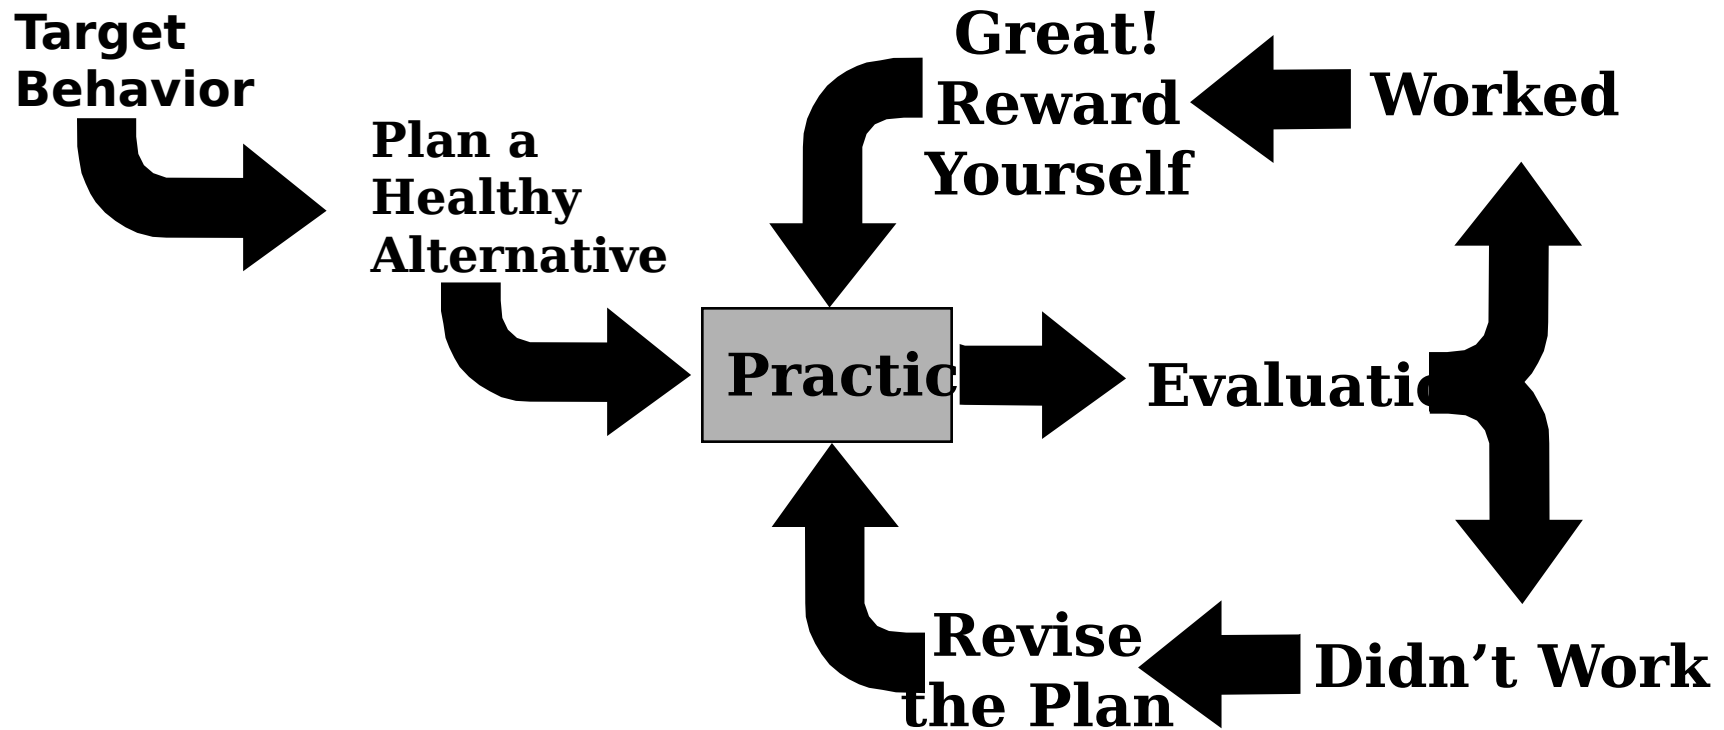 Target
Behavior
Plan a
Healthy
Alternative
Great!
Reward
Yourself
Worked
Practic
Evaluatio
Revise
the Plan
Didn’t Work